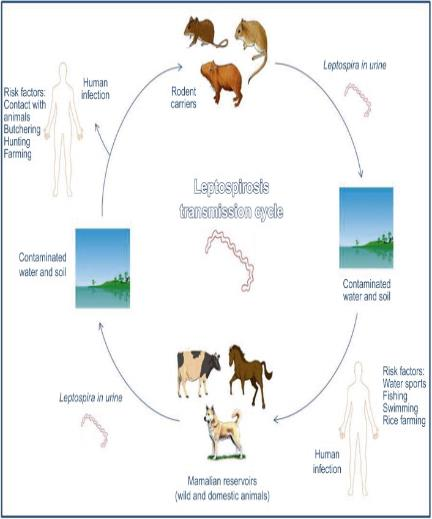 Leptospirosis
transmission cycle
Rodent
carriers
Leptospira in urine
Contaminated
water and soil
Risk factors:
Water sports
Fishing
Swimming
Rice farming
Human
infection
Mamalian reservoirs
(wild and domestic animals)
Leptospira in urine
Contaminated
water and soil
Human
infection
Risk factors:
Contact with
animals
Butchering
Hunting
Farming